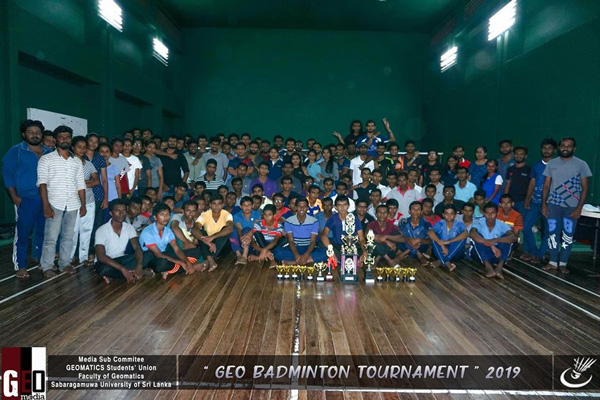 GEO
media
Media Sub Commitee
GEOMATICS Students' Union
Faculty of Geomatics
Sabaragamuwa University of Sri Lanka
“ GEO BADMINTON TOURNAMENT ” 2019